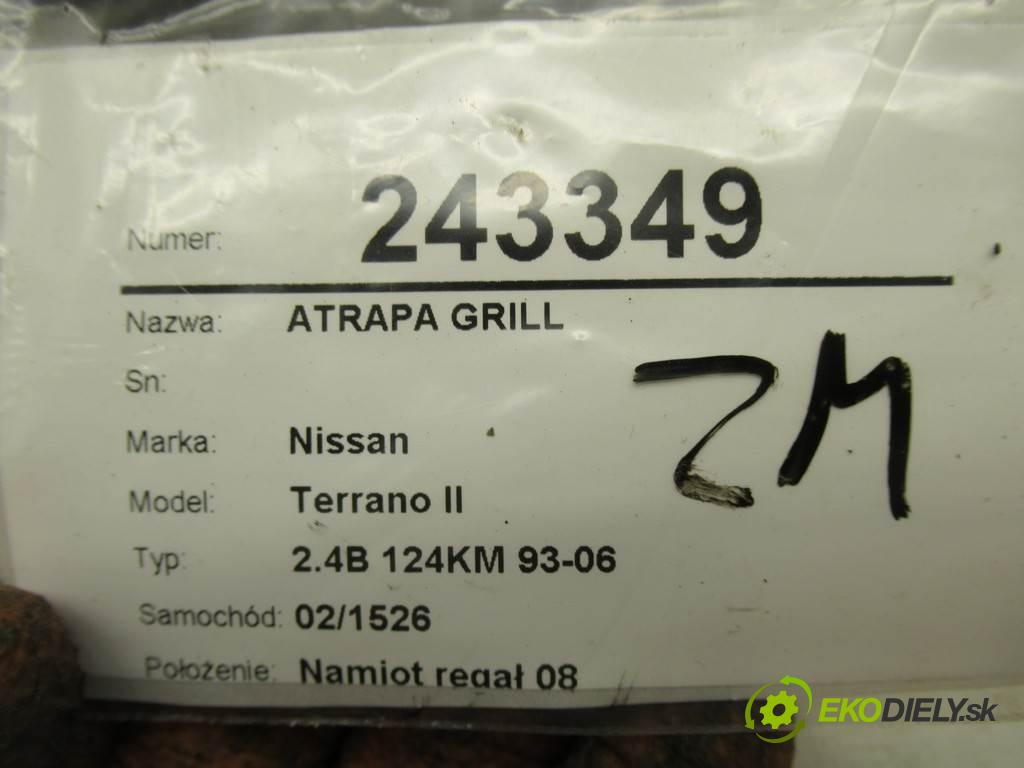 Numer: 243349
Nazwa: ATRAPA GRILL
Sn:
Marka: Nissan
Model: Terrano II
Typ: 2.4B 124KM 93-06
Samochód: 02/1526
Położenie: Namiot regał 08
ZM
EKODIELY.sk